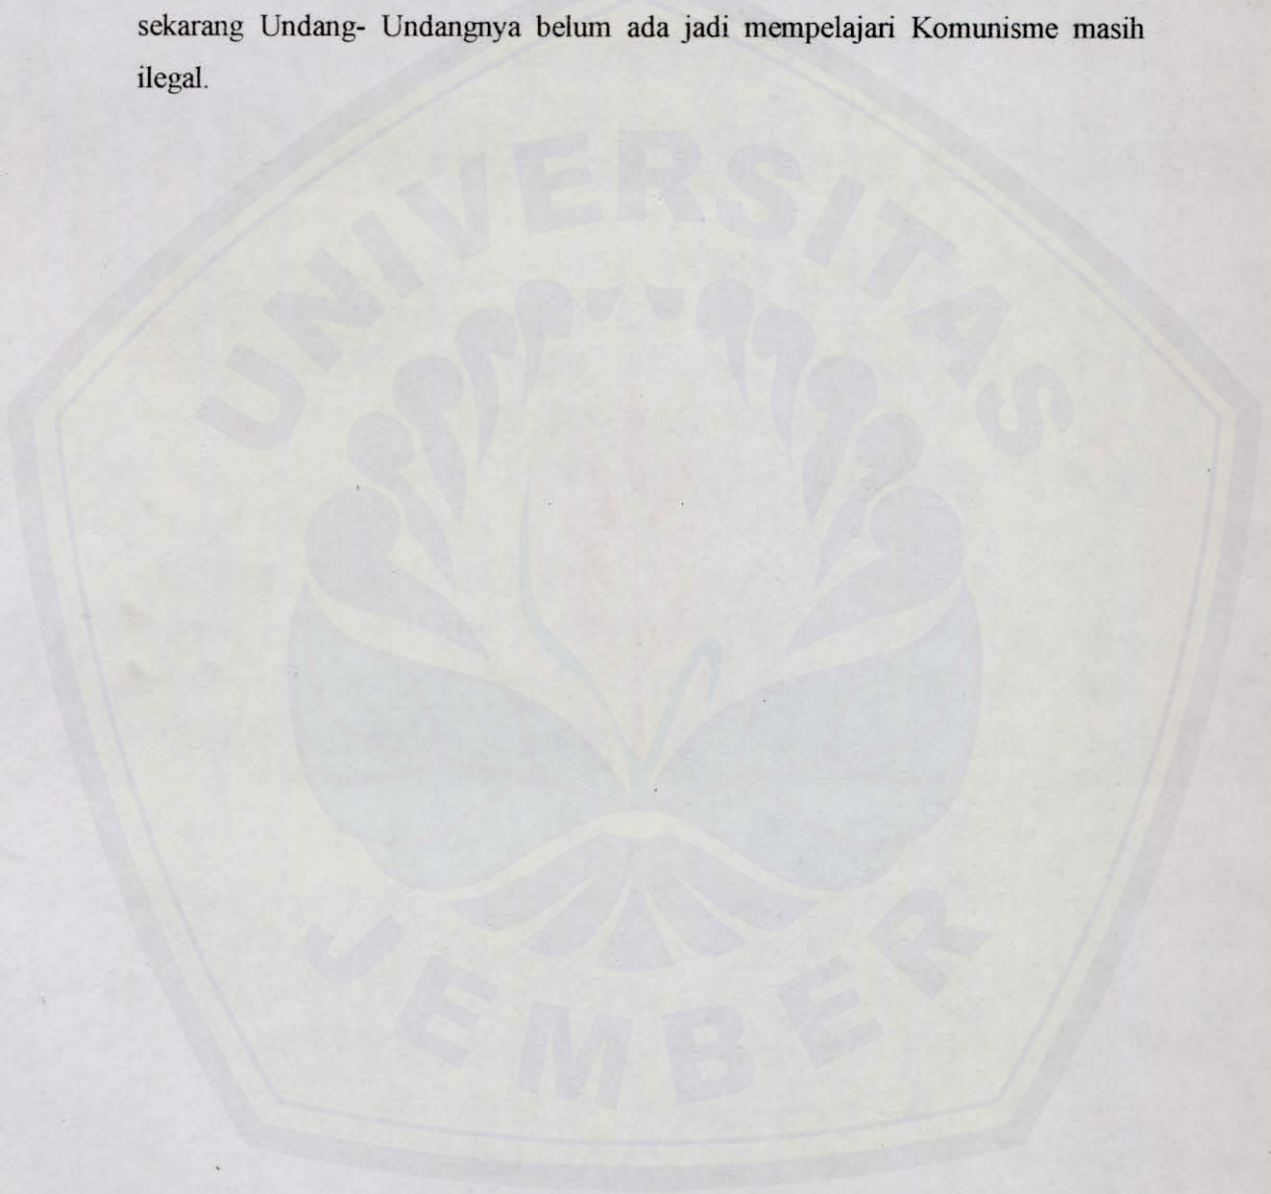 sekarang Undang- Undangnya belum ada jadi mempelajari Komunisme masih
ilegal.
UNIVERSITAS
JEMBER